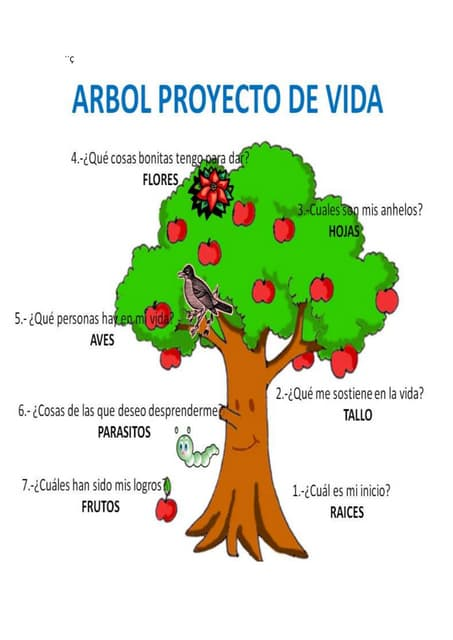 ¨ç
ARBOL PROYECTO DE VIDA
4.-¿Qué cosas bonitas tengo para dar?
FLORES
3.-Cuales son mis anhelos?
HOJAS
5.- ¿Qué personas hay en mi vida?
AVES
2.-¿Qué me sostiene en la vida?
TALLO
6.- ¿Cosas de las que deseo desprenderme?
PARASITOS
7.-¿Cuáles han sido mis logros?
FRUTOS
1.-¿Cuál es mi inicio?
RAICES